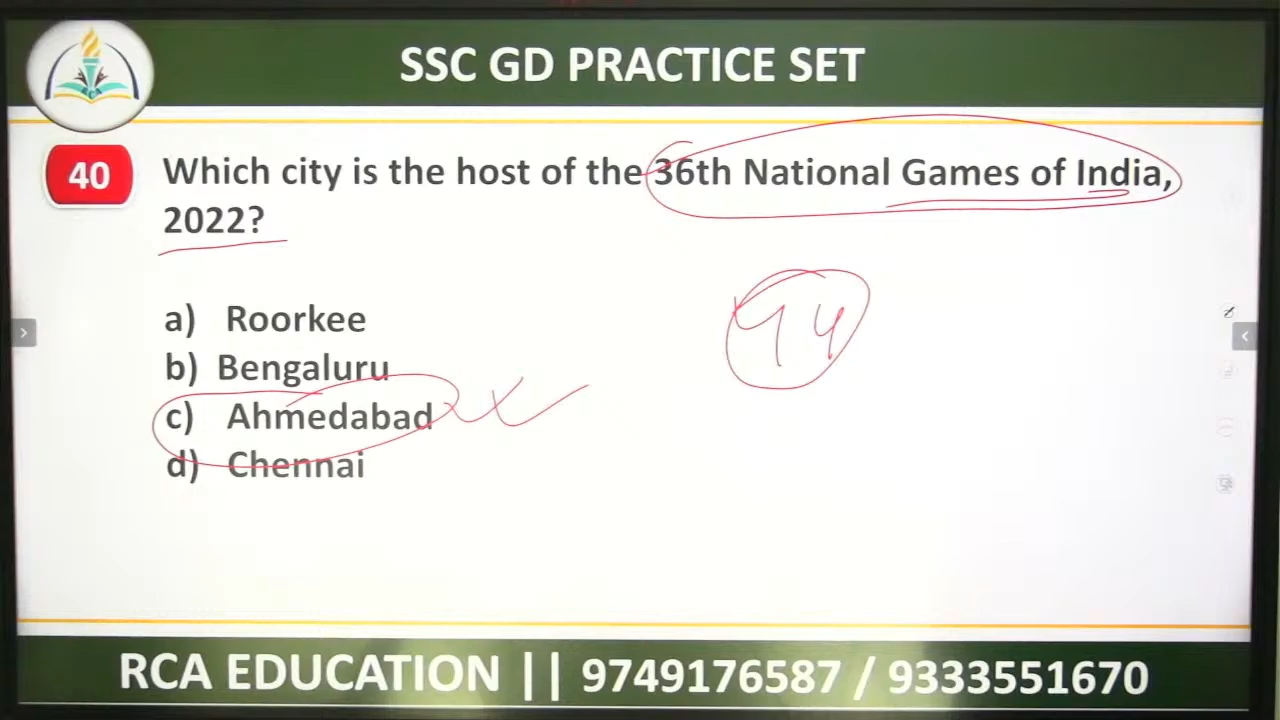 SSC GD PRACTICE SET
40
Which city is the host of the 36th National Games of India,
2022?
a) Roorkee
b) Bengaluru
c) Ahmedabad
d) Chennai
RCA EDUCATION || 9749176587 / 9333551670